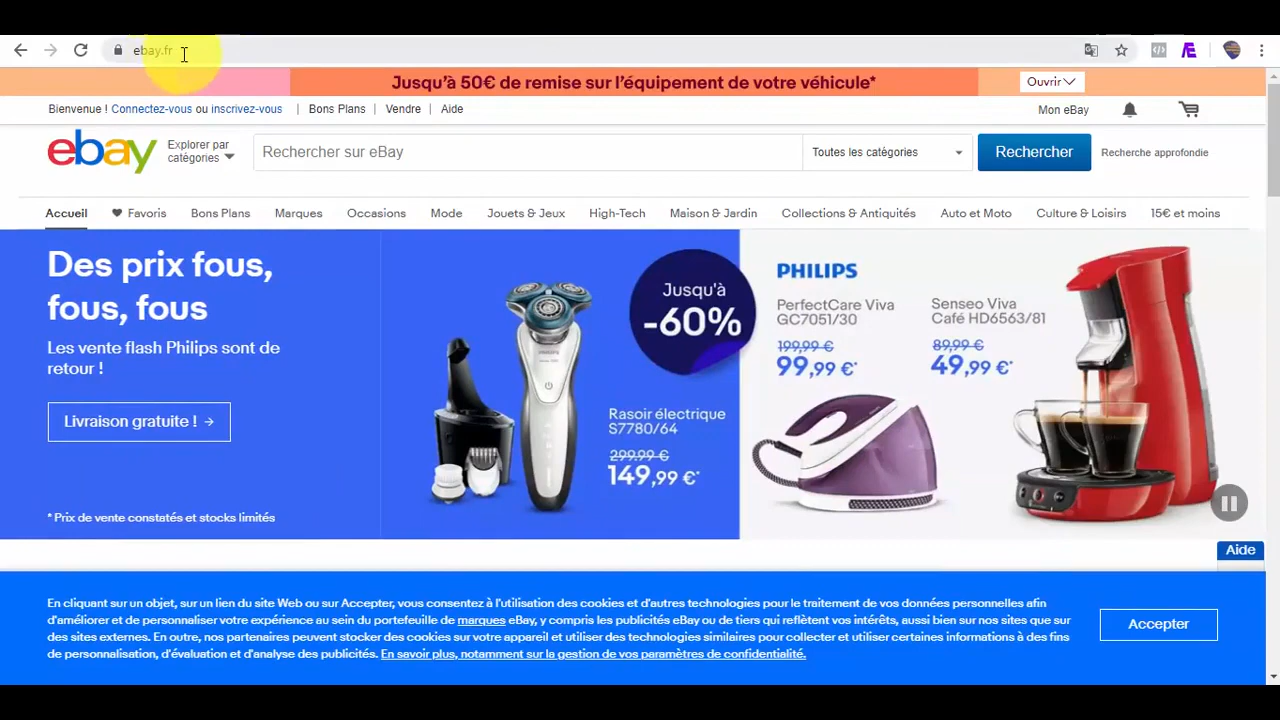 ebay.fr
Jusqu'à 50€ de remise sur l'équipement de votre véhicule*
Ouvrir
Bienvenue ! Connectez-vous ou inscrivez-vous
Bons Plans
Vendre
Aide
Mon eBay
ebay
Explorer par
catégories
Rechercher sur eBay
Toutes les catégories
Rechercher
Recherche approfondie
Accueil
Favoris
Bons Plans
Marques
Occasions
Mode
Jouets & Jeux
High-Tech
Maison & Jardin
Collections & Antiquités
Auto et Moto
Culture & Loisirs
15€ et moins
Des prix fous,
fous, fous
Les vente flash Philips sont de
retour !
Livraison gratuite ! →
* Prix de vente constatés et stocks limités
Jusqu'à
-60%
Rasoir électrique
S7780/64
299.99 €
149,99 €*
PHILIPS
PerfectCare Viva
GC7051/30
199,99 €
99,99 €*
Senseo Viva
Café HD6563/81
89,99 €
49,99 €*
Aide
En cliquant sur un objet, sur un lien du site Web ou sur Accepter, vous consentez à l'utilisation des cookies et d'autres technologies pour le traitement de vos données personnelles afin
d'améliorer et de personnaliser votre expérience au sein du portefeuille de marques eBay, y compris les publicités eBay ou de tiers qui reflètent vos intérêts, aussi bien sur nos sites que sur
des sites externes. En outre, nos partenaires peuvent stocker des cookies sur votre appareil et utiliser des technologies similaires pour collecter et utiliser certaines informations à des fins
de personnalisation, d'évaluation et d'analyse des publicités. En savoir plus, notamment sur la gestion de vos paramètres de confidentialité.
Accepter